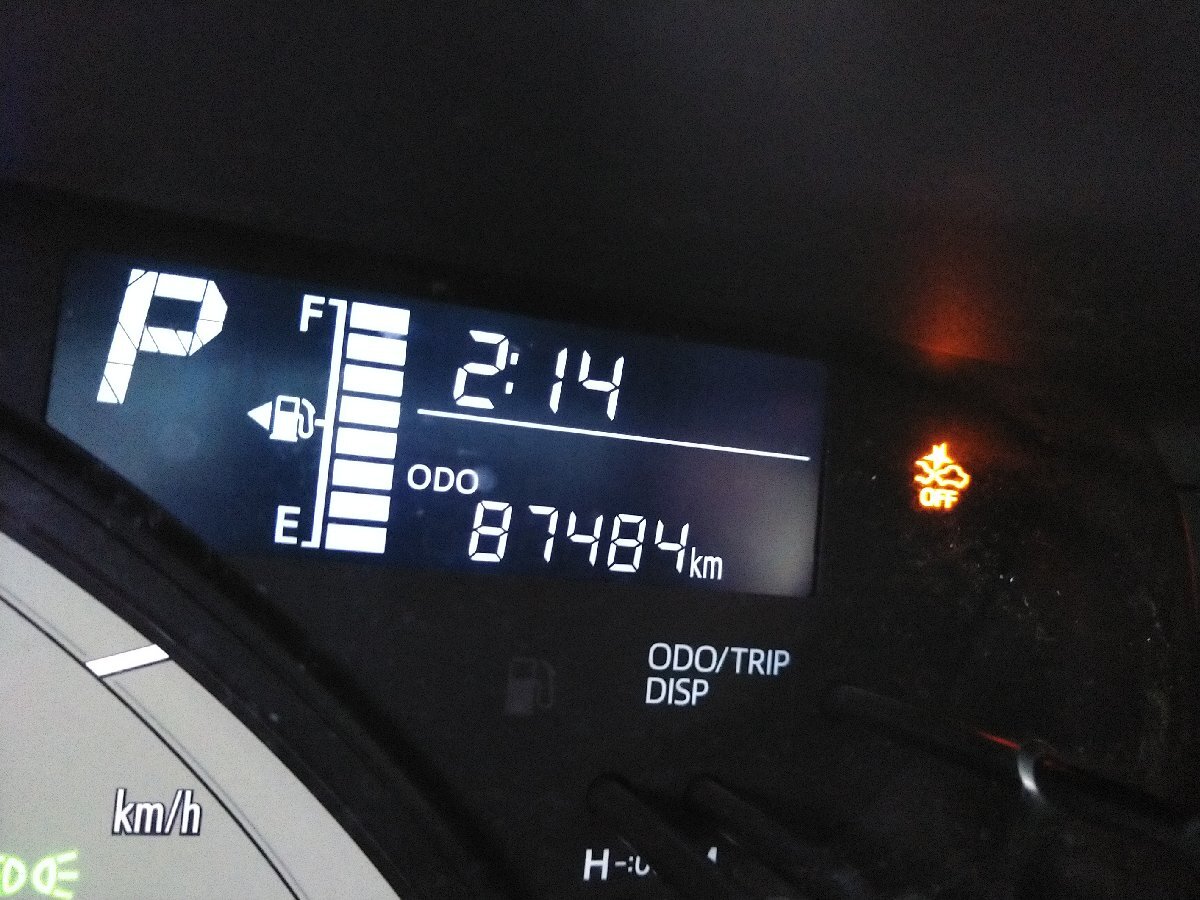 P
F
2:14
ODO
E
87484km
OFF
ODO/TRIP
DISP
km/h
H